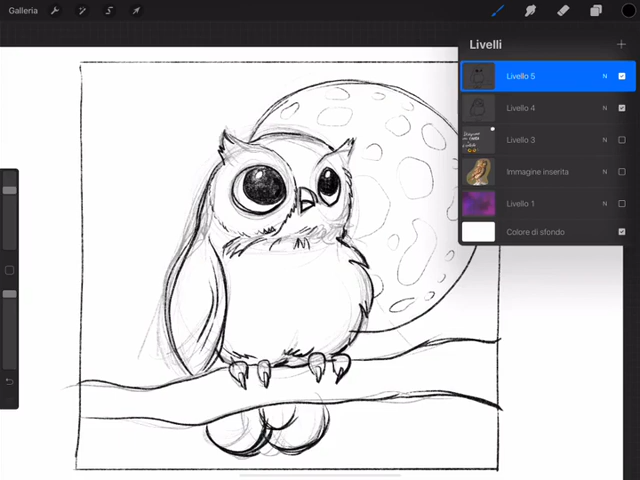 Galleria
Livelli
Livello 5 N
Livello 4 N
Livello 3 N
Immagine inserita N
Livello 1 N
Colore di sfondo